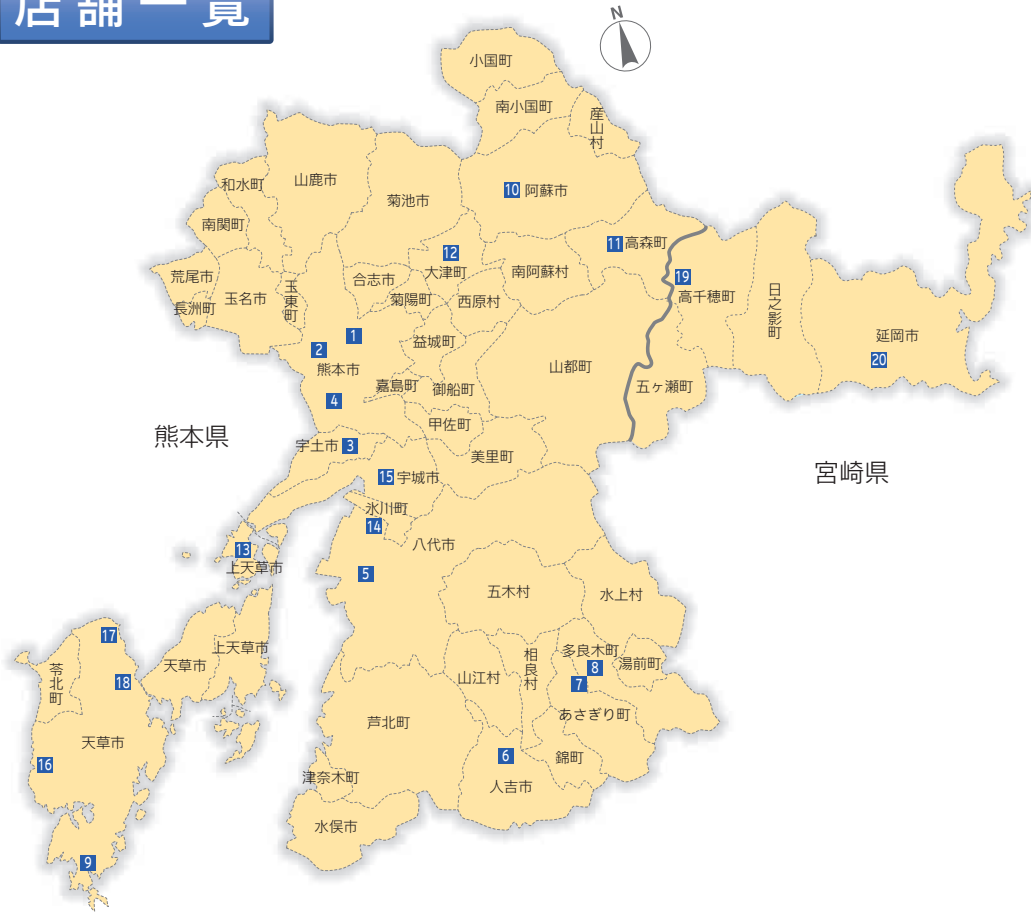 店舗一覧
N
小国町
南小国町
産山村
和水町
山鹿市
菊池市
10 阿蘇市
南関町
11 高森町
12
大津町
南阿蘇村
19
高千穂町
日之影町
荒尾市
長洲町
玉名市
玉東町
合志市
菊陽町
西原村
1
2
熊本市
益城町
延岡市
20
山都町
五ヶ瀬町
嘉島町
御船町
4
甲佐町
熊本県
宇土市 3
美里町
宮崎県
15 宇城市
氷川町
14
八代市
13
上天草市
5
五木村
水上村
17
上天草市
天草市
苓北町
18
山江村
相良村
多良木町
8
湯前町
7
あさぎり町
芦北町
天草市
16
6
錦町
人吉市
津奈木町
水俣市
9